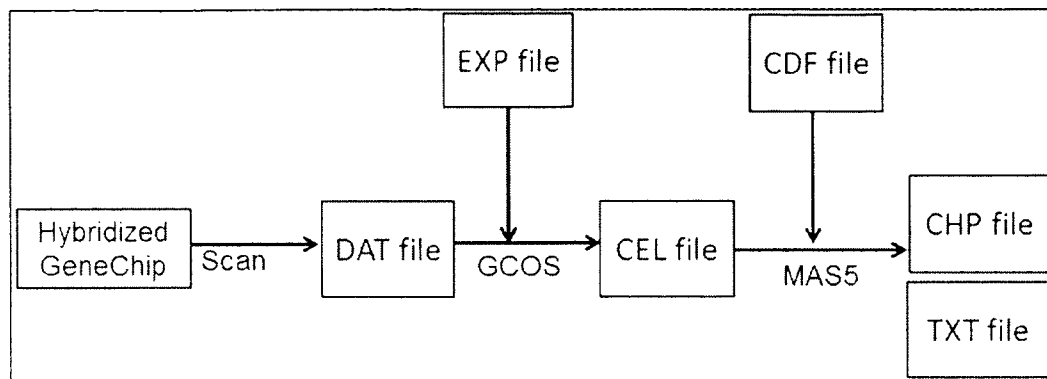 EXP file
CDF file
Hybridized
GeneChip
Scan
DAT file
GCOS
CEL file
MAS5
CHP file
TXT file